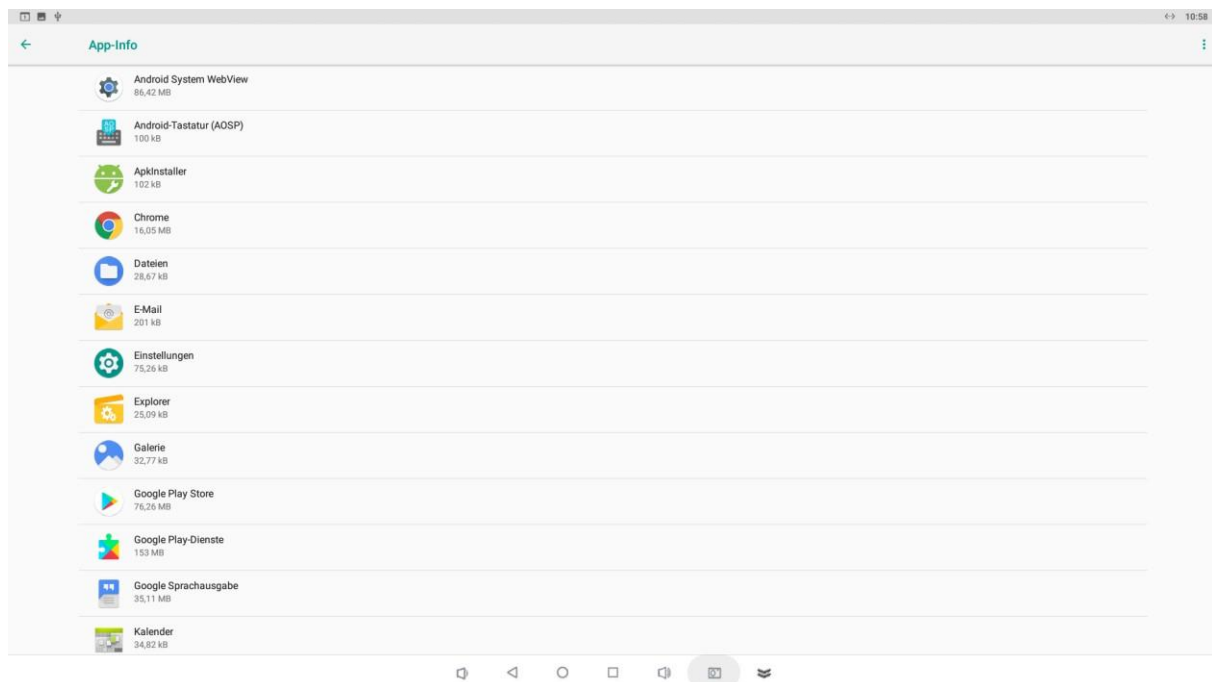 10:58
App-Info
Android System WebView
86,42 MB
Android-Tastatur (AOSP)
100 kB
ApkInstaller
102 kB
Chrome
16,05 MB
Dateien
28,67 kB
E-Mail
201 kB
Einstellungen
75,26 kB
Explorer
25,09 kB
Galerie
32,77 kB
Google Play Store
76,26 MB
Google Play-Dienste
153 MB
Google Sprachausgabe
35,11 MB
Kalender
34,82 kB